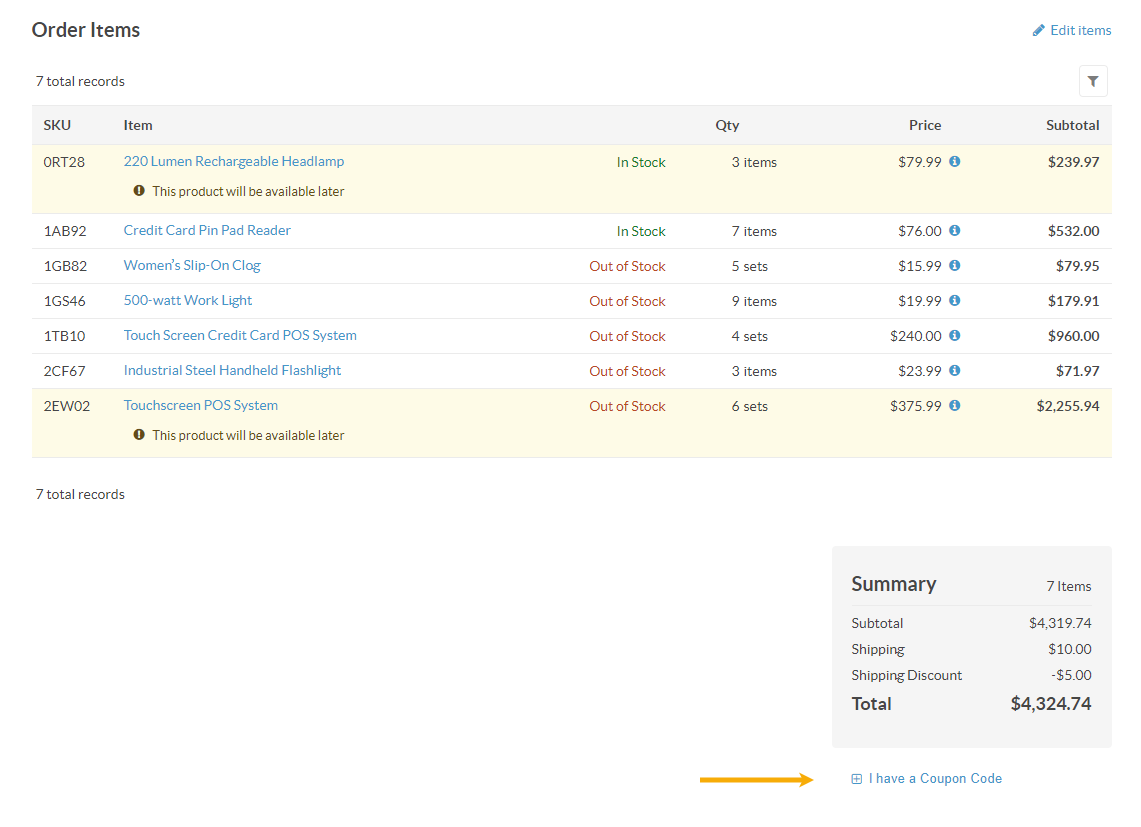 Order Items Edit items
7 total records
SKU Item Qty Price Subtotal
0RT28 220 Lumen Rechargeable Headlamp In Stock 3 items $79.99 $239.97
This product will be available later
1AB92 Credit Card Pin Pad Reader In Stock 7 items $76.00 $532.00
1GB82 Women’s Slip-On Clog Out of Stock 5 sets $15.99 $79.95
1GS46 500-watt Work Light Out of Stock 9 items $19.99 $179.91
1TB10 Touch Screen Credit Card POS System Out of Stock 4 sets $240.00 $960.00
2CF67 Industrial Steel Handheld Flashlight Out of Stock 3 items $23.99 $71.97
2EW02 Touchscreen POS System Out of Stock 6 sets $375.99 $2,255.94
This product will be available later
7 total records
Summary 7 Items
Subtotal $4,319.74
Shipping $10.00
Shipping Discount -$5.00
Total $4,324.74
I have a Coupon Code